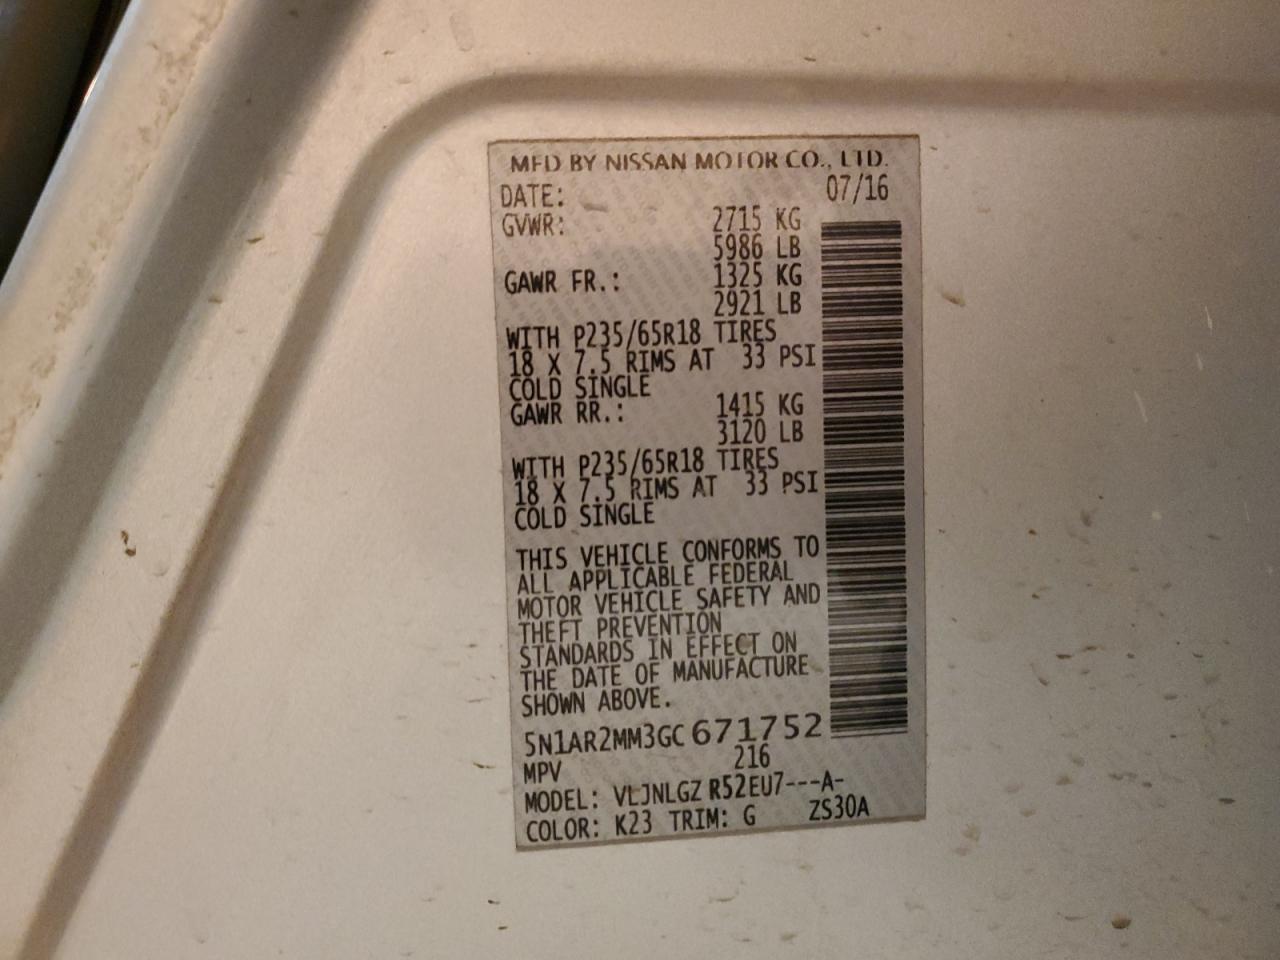 MFD BY NISSAN MOTOR CO., LTD.
DATE: 07/16
GVWR: 2715 KG
5986 LB
GAWR FR.: 1325 KG
2921 LB
WITH P235/65R18 TIRES
18 X 7.5 RIMS AT 33 PSI
COLD SINGLE
GAWR RR.: 1415 KG
3120 LB
WITH P235/65R18 TIRES
18 X 7.5 RIMS AT 33 PSI
COLD SINGLE
THIS VEHICLE CONFORMS TO
ALL APPLICABLE FEDERAL
MOTOR VEHICLE SAFETY AND
THEFT PREVENTION
STANDARDS IN EFFECT ON
THE DATE OF MANUFACTURE
SHOWN ABOVE.
5N1AR2MM3GC671752
MPV 216
MODEL: VLJNLGZ R52EU7---A-
COLOR: K23 TRIM: G ZS30A